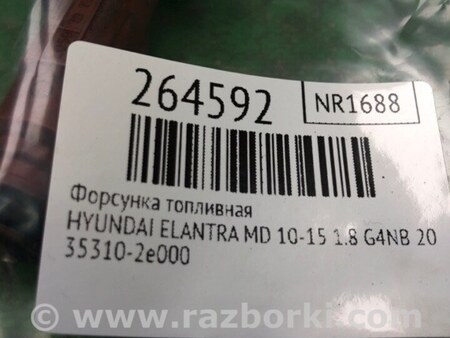 264592
NR1688
Форсунка топливная
HYUNDAI ELANTRA MD 10-15 1.8 G4NB 20
35310-2e000
www.razborki.com